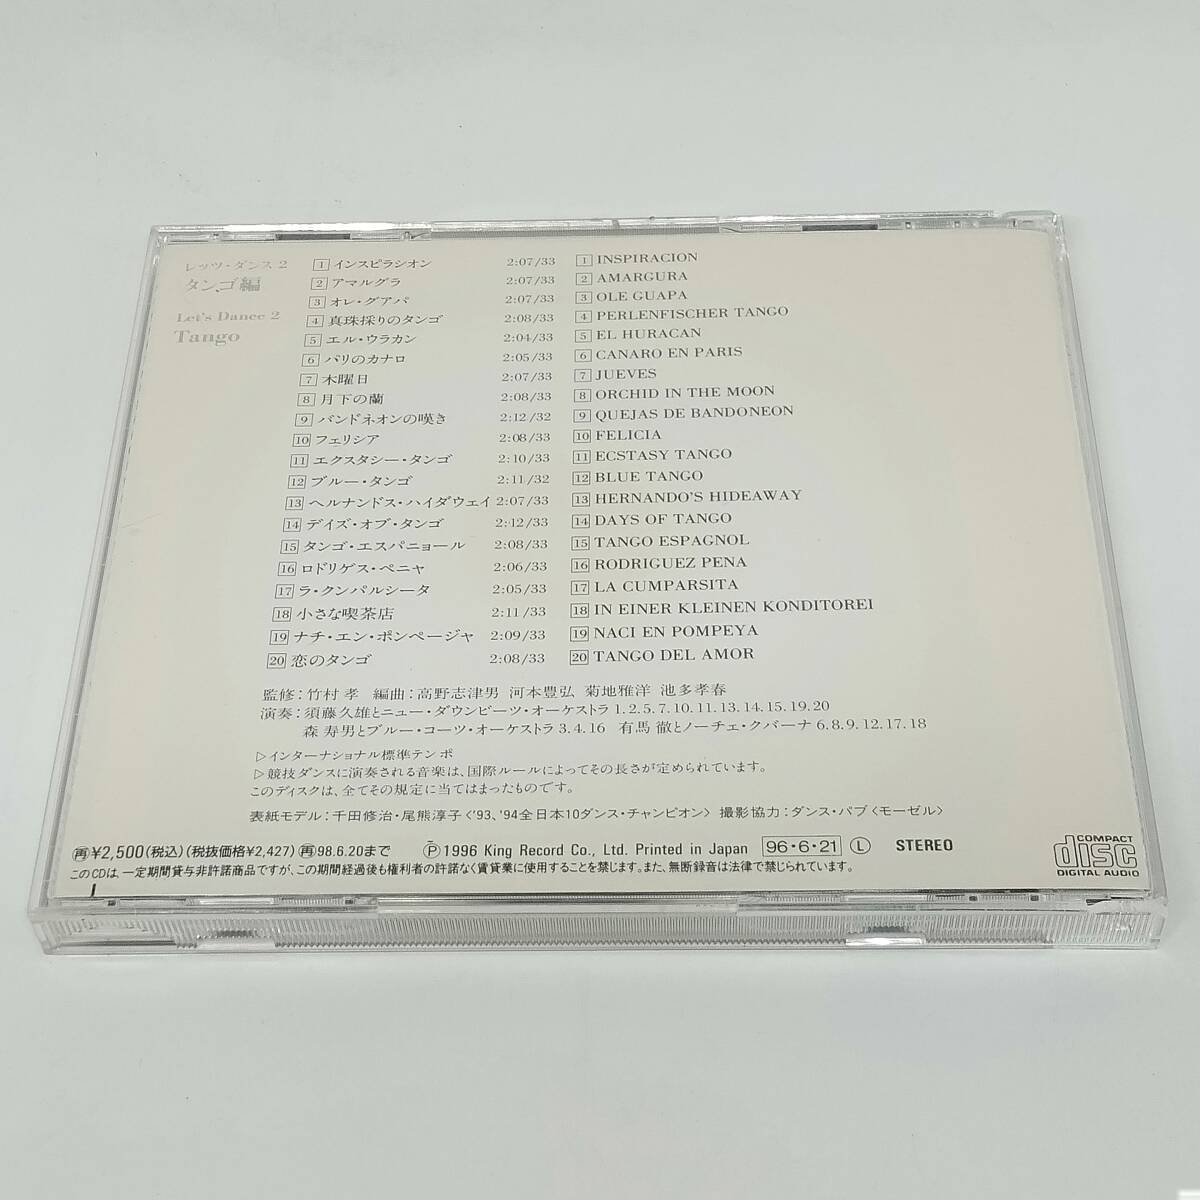 レッツ・ダンス 2
タンゴ編
Let's Dance 2
Tango
1 インスピラシオン 2:07/33
2 アマルグラ 2:07/33
3 オレ・グアパ 2:07/33
4 真珠採りのタンゴ 2:08/33
5 エル・ウラカン 2:04/33
6 パリのカナロ 2:05/33
7 木曜日 2:07/33
8 月下の蘭 2:08/33
9 バンドネオンの嘆き 2:12/32
10 フェリシア 2:08/33
11 エクスタシー・タンゴ 2:10/33
12 ブルー・タンゴ 2:11/32
13 ヘルナンドス・ハイダウェイ 2:07/33
14 デイズ・オブ・タンゴ 2:12/33
15 タンゴ・エスパニョール 2:08/33
16 ロドリゲス・ペニャ 2:06/33
17 ラ・クンパルシータ 2:05/33
18 小さな喫茶店 2:11/33
19 ナチ・エン・ポンページャ 2:09/33
20 恋のタンゴ 2:08/33
1 INSPIRACION
2 AMARGURA
3 OLE GUAPA
4 PERLENFISCHER TANGO
5 EL HURACAN
6 CANARO EN PARIS
7 JUEVES
8 ORCHID IN THE MOON
9 QUEJAS DE BANDONEON
10 FELICIA
11 ECSTASY TANGO
12 BLUE TANGO
13 HERNANDO'S HIDEAWAY
14 DAYS OF TANGO
15 TANGO ESPAGNOL
16 RODRIGUEZ PENA
17 LA CUMPARSITA
18 IN EINER KLEINEN KONDITOREI
19 NACI EN POMPEYA
20 TANGO DEL AMOR
監修：竹村 孝 編曲：高野志津男 河本豊弘 菊地雅洋 池多孝春
演奏：須藤久雄とニュー・ダウンビーツ・オーケストラ 1.2.5.7.10.11.13.14.15.19.20
森 寿男とブルー・コーツ・オーケストラ 3.4.16 有馬 徹とノーチェ・クバーナ 6.8.9.12.17.18
▷インターナショナル標準テンポ
▷競技ダンスに演奏される音楽は、国際ルールによってその長さが定められています。
このディスクは、全てその規定に当てはまったものです。
表紙モデル：千田修治・尾熊淳子〈'93、'94全日本10ダンス・チャンピオン〉 撮影協力：ダンス・パブ〈モーゼル〉
再¥2,500(税込)(税抜価格¥2,427)再98.6.20まで Ⓟ1996 King Record Co., Ltd. Printed in Japan 96・6・21 Ⓛ STEREO
このCDは、一定期間貸与非許諾商品ですが、この期間経過後も権利者の許諾なく賃貸業に使用することを禁じます。また、無断録音は法律で禁じられています。
COMPACT
disc
DIGITAL AUDIO